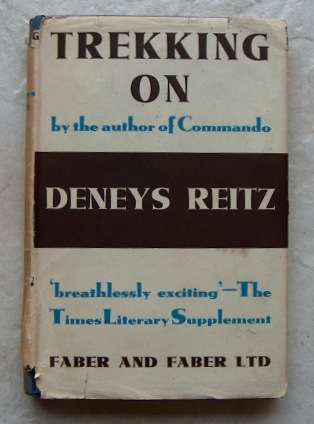 TREKKING
ON
by the author of Commando
DENEYS REITZ
'breathlessly exciting'—The
Times Literary Supplement
FABER AND FABER LTD